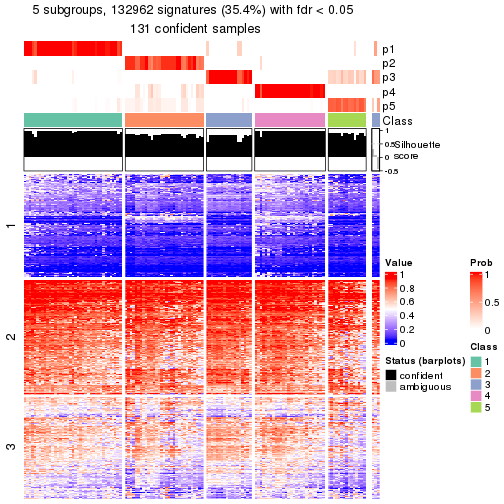 5 subgroups, 132962 signatures (35.4%) with fdr < 0.05
131 confident samples
p1
p2
p3
p4
p5
Class
1
0.5
0
-0.5
Silhouette
score
1
2
3
Value
1
0.8
0.6
0.4
0.2
0
Prob
1
0.5
0
Status (barplots)
confident
ambiguous
Class
1
2
3
4
5